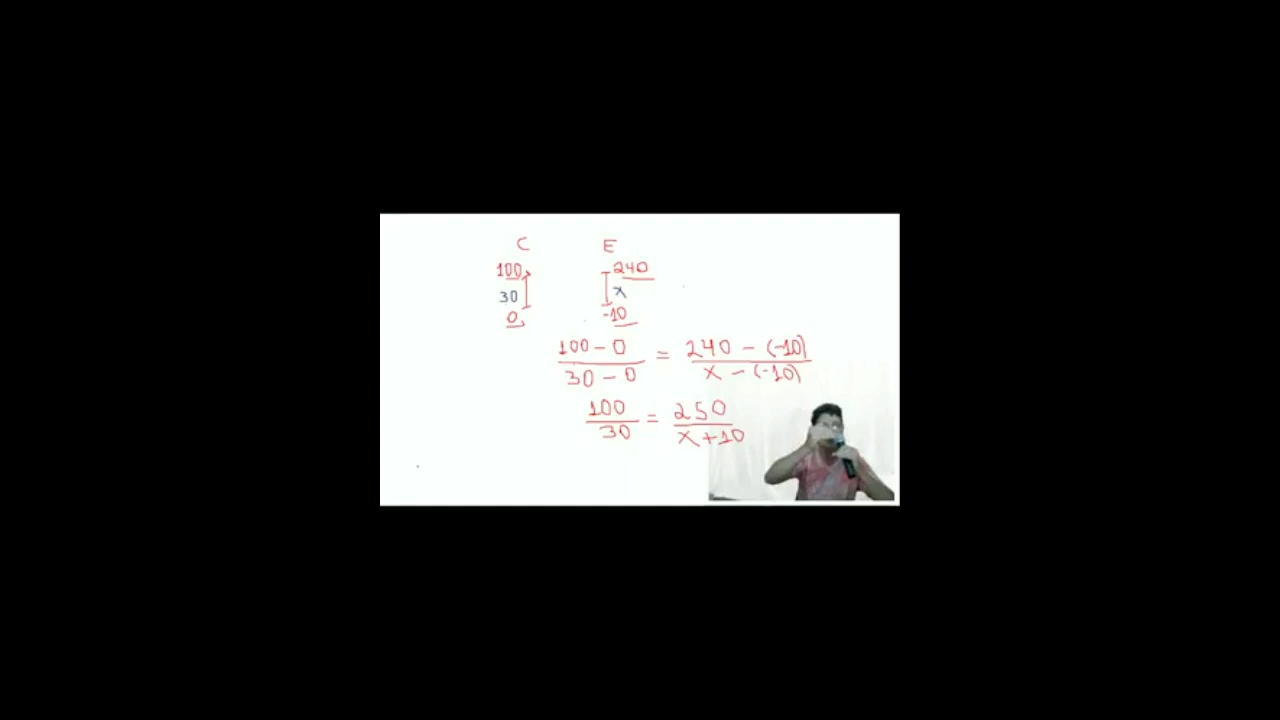 C E
100 240
30 x
0 -10
100 - 0 / 30 - 0 = 240 - (-10) / x - (-10)
100 / 30 = 250 / x + 10